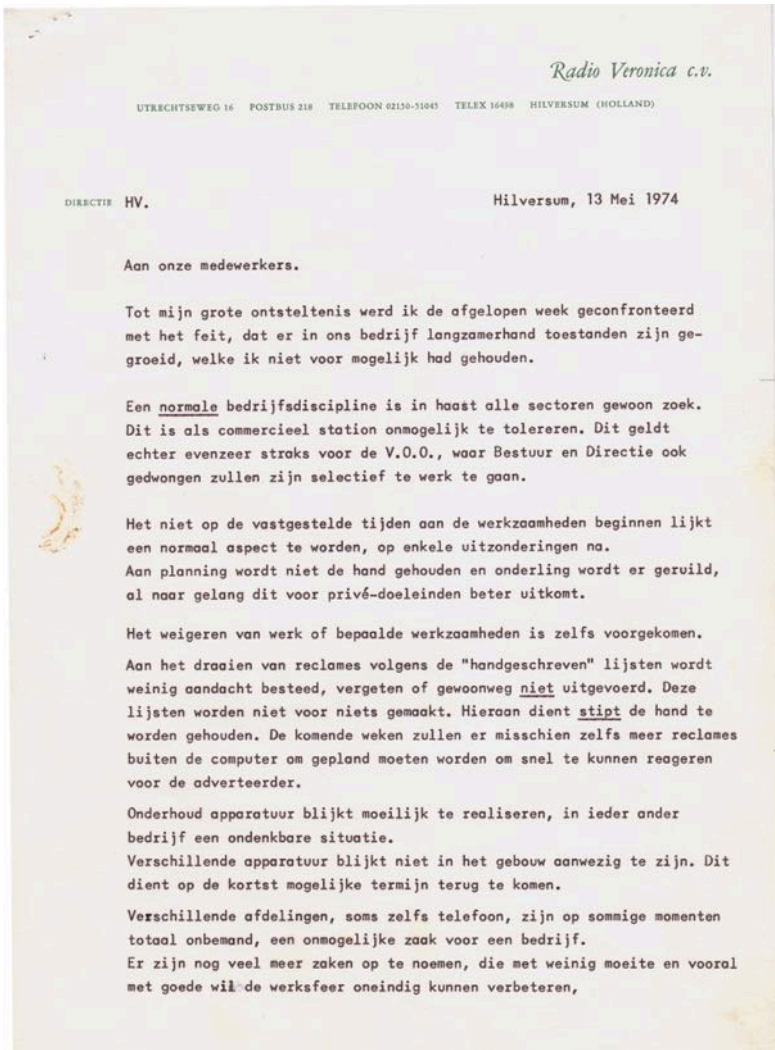 Radio Veronica c.v.
UTRECHTSEWEG 16 POSTBUS 218 TELEFOON 02150-51045 TELEX 16498 HILVERSUM (HOLLAND)
DIRECTIE HV. Hilversum, 13 Mei 1974
Aan onze medewerkers.
Tot mijn grote ontsteltenis werd ik de afgelopen week geconfronteerd
met het feit, dat er in ons bedrijf langzamerhand toestanden zijn ge-
groeid, welke ik niet voor mogelijk had gehouden.
Een normale bedrijfsdiscipline is in haast alle sectoren gewoon zoek.
Dit is als commercieel station onmogelijk te tolereren. Dit geldt
echter evenzeer straks voor de V.O.O., waar Bestuur en Directie ook
gedwongen zullen zijn selectief te werk te gaan.
Het niet op de vastgestelde tijden aan de werkzaamheden beginnen lijkt
een normaal aspect te worden, op enkele uitzonderingen na.
Aan planning wordt niet de hand gehouden en onderling wordt er geruild,
al naar gelang dit voor privé-doeleinden beter uitkomt.
Het weigeren van werk of bepaalde werkzaamheden is zelfs voorgekomen.
Aan het draaien van reclames volgens de "handgeschreven" lijsten wordt
weinig aandacht besteed, vergeten of gewoonweg niet uitgevoerd. Deze
lijsten worden niet voor niets gemaakt. Hieraan dient stipt de hand te
worden gehouden. De komende weken zullen er misschien zelfs meer reclames
buiten de computer om gepland moeten worden om snel te kunnen reageren
voor de adverteerder.
Onderhoud apparatuur blijkt moeilijk te realiseren, in ieder ander
bedrijf een ondenkbare situatie.
Verschillende apparatuur blijkt niet in het gebouw aanwezig te zijn. Dit
dient op de kortst mogelijke termijn terug te komen.
Verschillende afdelingen, soms zelfs telefoon, zijn op sommige momenten
totaal onbemand, een onmogelijke zaak voor een bedrijf.
Er zijn nog veel meer zaken op te noemen, die met weinig moeite en vooral
met goede wil de werksfeer oneindig kunnen verbeteren,